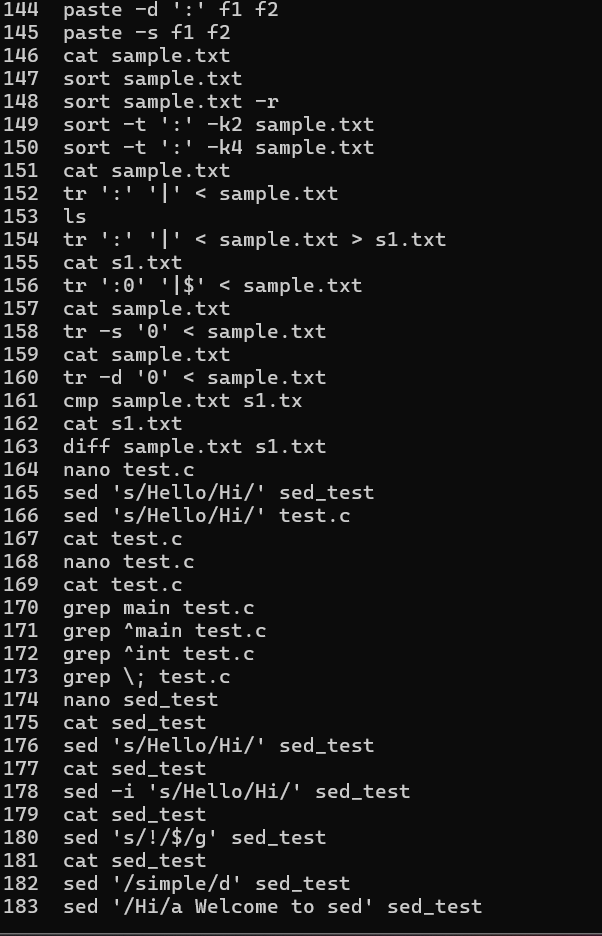 144 paste -d ':' f1 f2
145 paste -s f1 f2
146 cat sample.txt
147 sort sample.txt
148 sort sample.txt -r
149 sort -t ':' -k2 sample.txt
150 sort -t ':' -k4 sample.txt
151 cat sample.txt
152 tr ':' '|' < sample.txt
153 ls
154 tr ':' '|' < sample.txt > s1.txt
155 cat s1.txt
156 tr ':0' '|$' < sample.txt
157 cat sample.txt
158 tr -s '0' < sample.txt
159 cat sample.txt
160 tr -d '0' < sample.txt
161 cmp sample.txt s1.tx
162 cat s1.txt
163 diff sample.txt s1.txt
164 nano test.c
165 sed 's/Hello/Hi/' sed_test
166 sed 's/Hello/Hi/' test.c
167 cat test.c
168 nano test.c
169 cat test.c
170 grep main test.c
171 grep ^main test.c
172 grep ^int test.c
173 grep \; test.c
174 nano sed_test
175 cat sed_test
176 sed 's/Hello/Hi/' sed_test
177 cat sed_test
178 sed -i 's/Hello/Hi/' sed_test
179 cat sed_test
180 sed 's/!/$/g' sed_test
181 cat sed_test
182 sed '/simple/d' sed_test
183 sed '/Hi/a Welcome to sed' sed_test